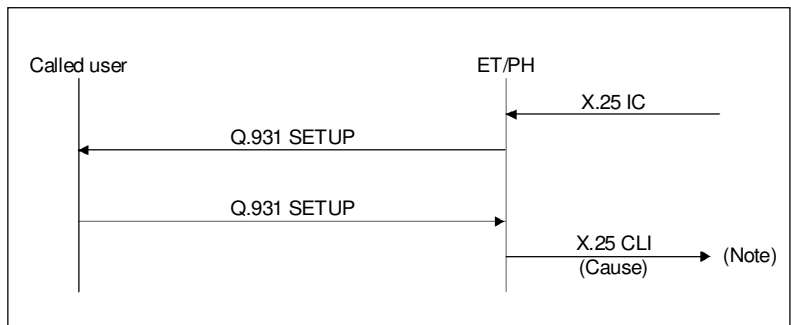 Called user
ET/PH
X.25 IC
Q.931 SETUP
Q.931 SETUP
X.25 CLI
(Note)
(Cause)